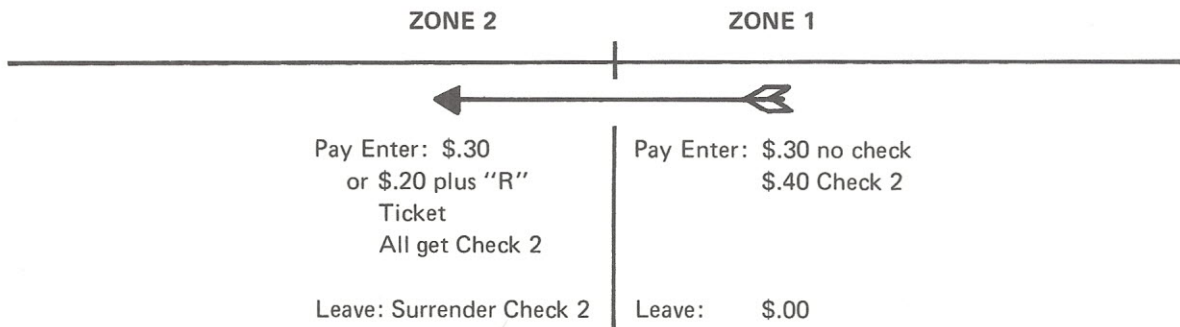 ZONE 2
ZONE 1
Pay Enter: $.30
or $.20 plus "R"
Ticket
All get Check 2
Leave: Surrender Check 2
Pay Enter: $.30 no check
$.40 Check 2
Leave: $.00